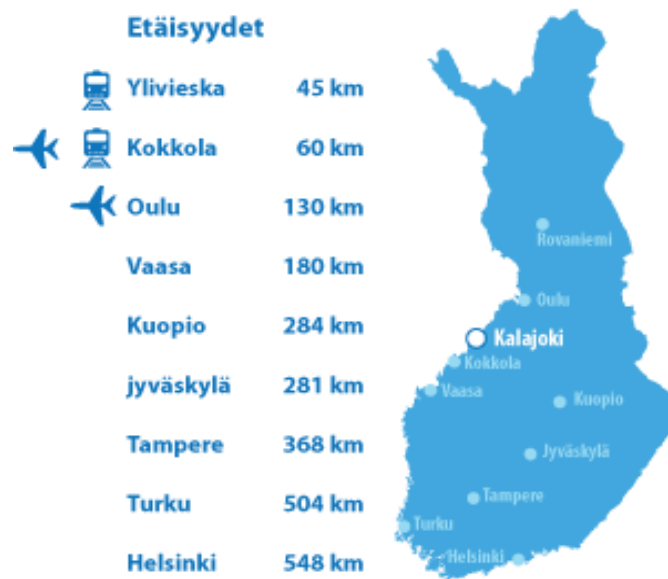 Etäisyydet
Ylivieska 45 km
Kokkola 60 km
Oulu 130 km
Vaasa 180 km
Kuopio 284 km
jyväskylä 281 km
Tampere 368 km
Turku 504 km
Helsinki 548 km
Rovaniemi
Oulu
Kalajoki
Kokkola
Vaasa
Kuopio
Jyväskylä
Tampere
Turku
Helsinki